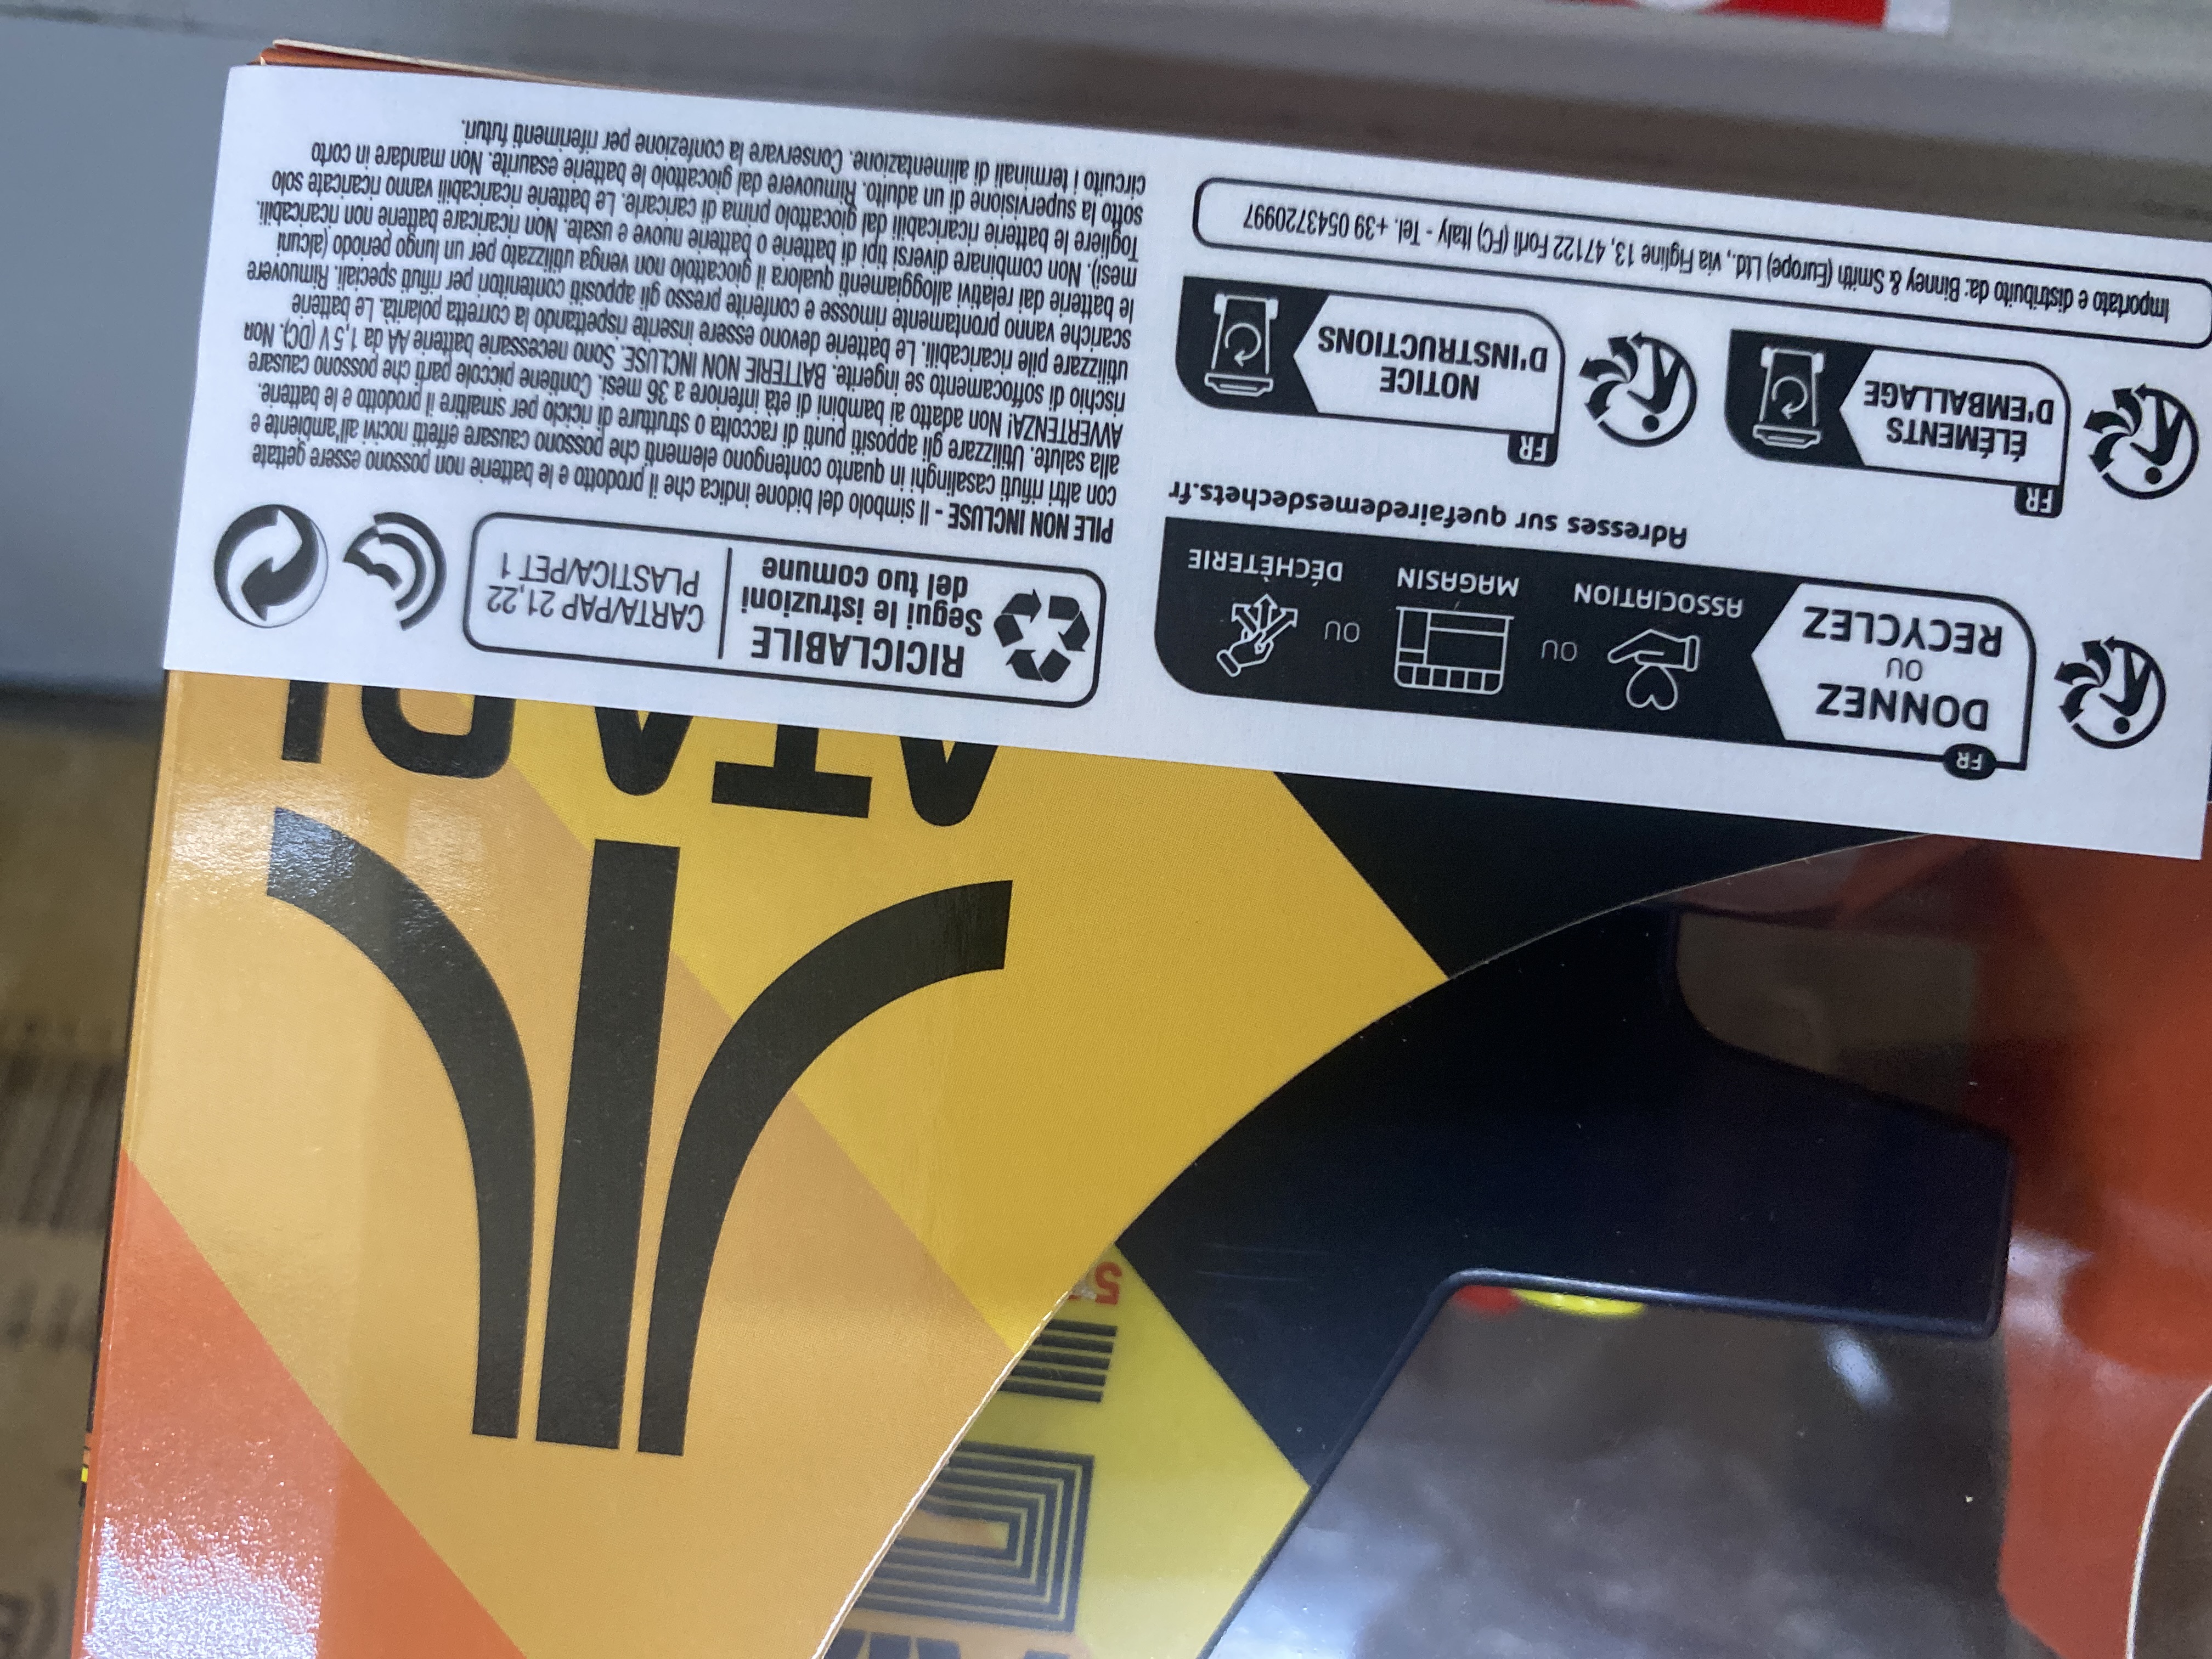 FR
DONNEZ
OU
RECYCLEZ
ASSOCIATION
OU
MAGASIN
OU
DÉCHÈTERIE
Adresses sur quefairedemesdechets.fr
FR
ÉLÉMENTS
D'EMBALLAGE
FR
NOTICE
D'INSTRUCTIONS
Importato e distribuito da: Binney & Smith (Europe) Ltd., via Figline 13, 47122 Forlì (FC) Italy - Tel. +39 0543720997
RICICLABILE
Segui le istruzioni
del tuo comune
CARTA/PAP 21,22
PLASTICA/PET 1
PILE NON INCLUSE - Il simbolo del bidone indica che il prodotto e le batterie non possono essere gettate
con altri rifiuti casalinghi in quanto contengono elementi che possono causare effetti nocivi all'ambiente e
alla salute. Utilizzare gli appositi punti di raccolta o strutture di riciclo per smaltire il prodotto e le batterie.
AVVERTENZA! Non adatto ai bambini di età inferiore a 36 mesi. Contiene piccole parti che possono causare
rischio di soffocamento se ingerite. BATTERIE NON INCLUSE. Sono necessarie batterie AA da 1,5 V (DC). Non
utilizzare pile ricaricabili. Le batterie devono essere inserite rispettando la corretta polarità. Le batterie
scariche vanno prontamente rimosse e conferite presso gli appositi contenitori per rifiuti speciali. Rimuovere
le batterie dai relativi alloggiamenti qualora il giocattolo non venga utilizzato per un lungo periodo (alcuni
mesi). Non combinare diversi tipi di batterie o batterie nuove e usate. Non ricaricare batterie non ricaricabili.
Togliere le batterie ricaricabili dal giocattolo prima di caricarle. Le batterie ricaricabili vanno ricaricate solo
sotto la supervisione di un adulto. Rimuovere dal giocattolo le batterie esaurite. Non mandare in corto
circuito i terminali di alimentazione. Conservare la confezione per riferimenti futuri.
ATARI